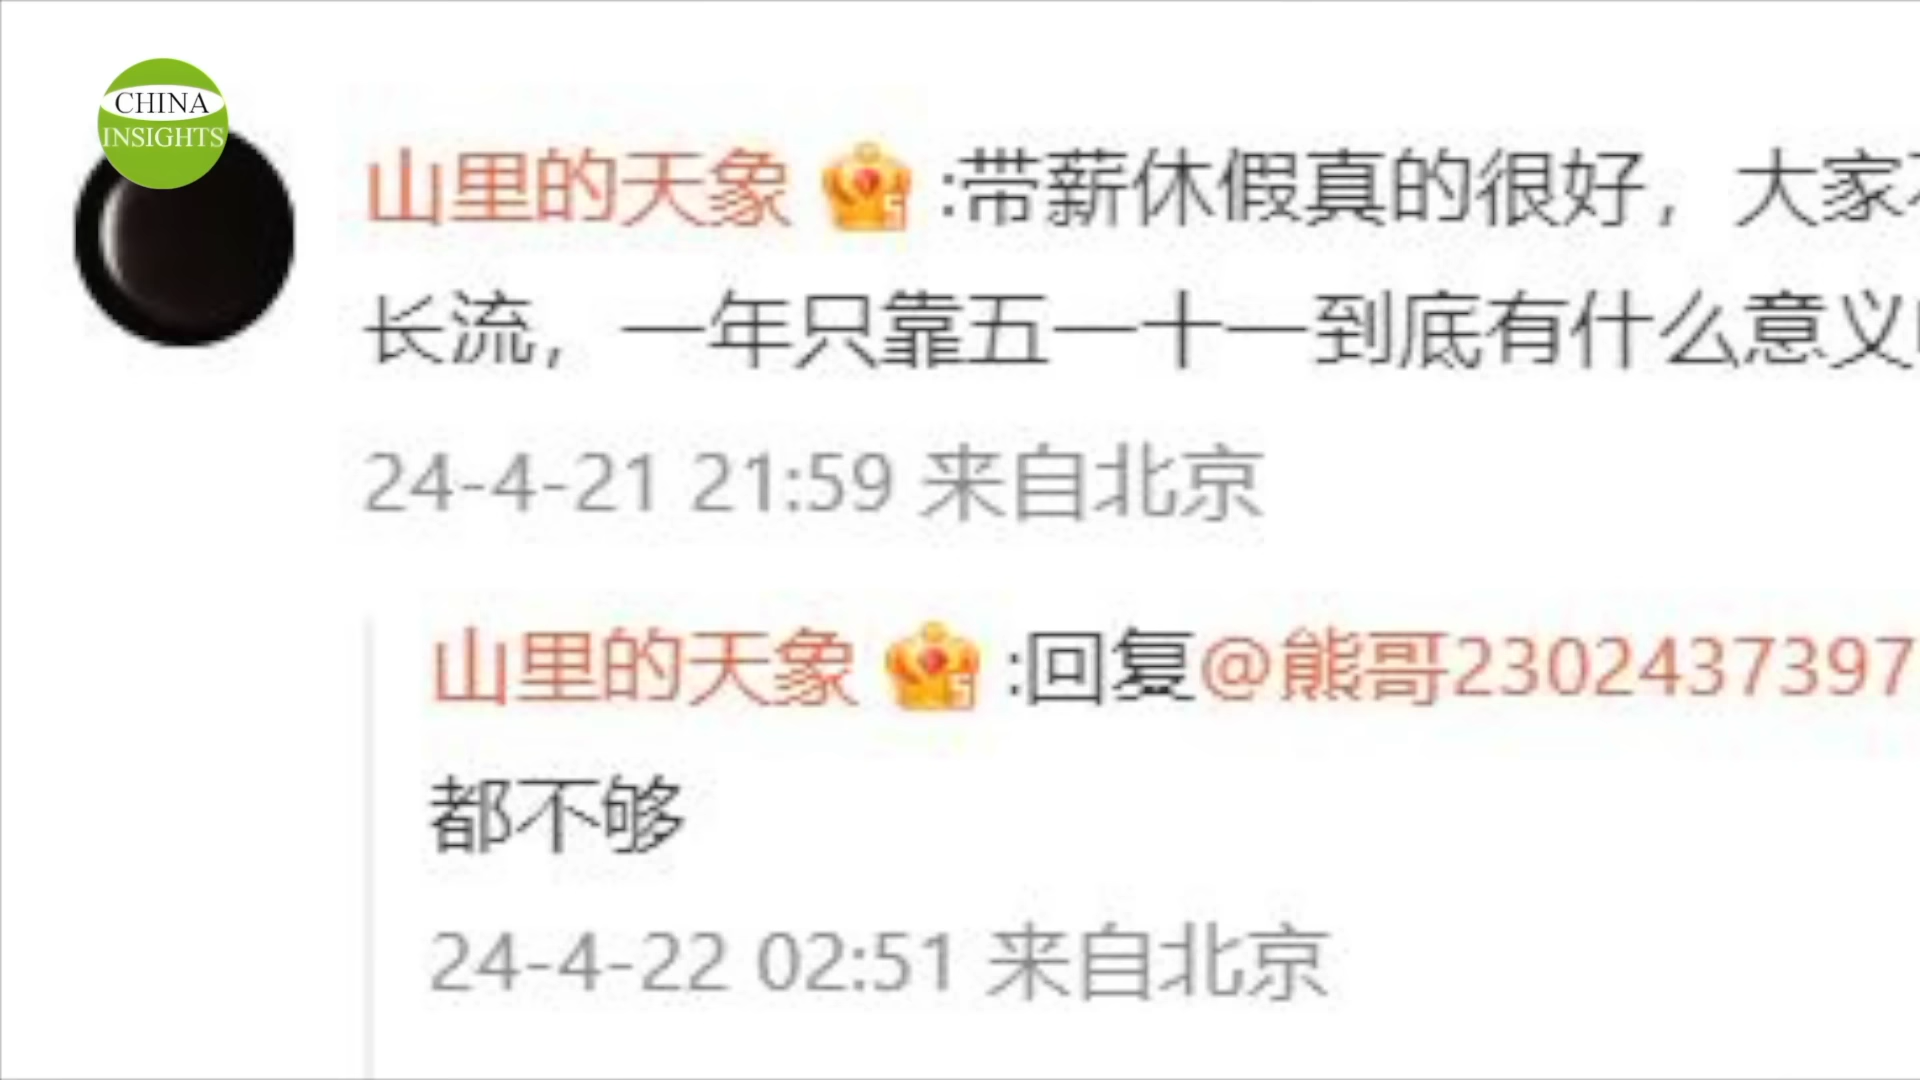 CHINA
INSIGHTS
山里的天象 :带薪休假真的很好，大家
长流，一年只靠五一十一到底有什么意义
24-4-21 21:59 来自北京
山里的天象 :回复@熊哥2302437397
都不够
24-4-22 02:51 来自北京